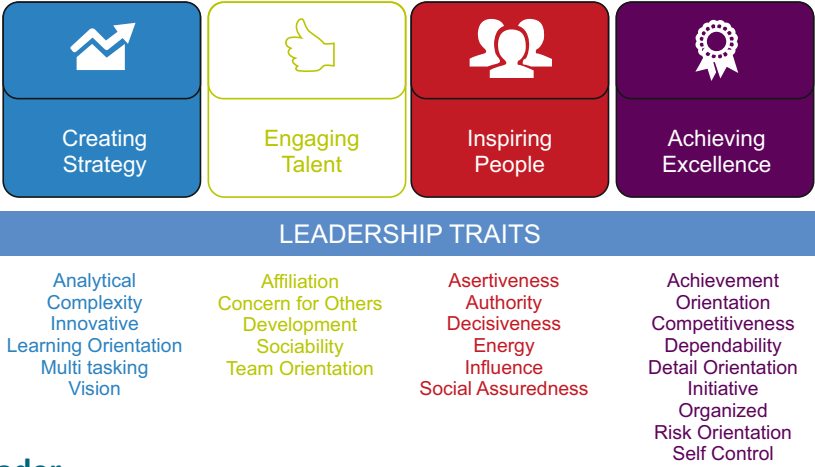 Creating
Strategy
Engaging
Talent
Inspiring
People
Achieving
Excellence
LEADERSHIP TRAITS
Analytical
Complexity
Innovative
Learning Orientation
Multi tasking
Vision
Affiliation
Concern for Others
Development
Sociability
Team Orientation
Asertiveness
Authority
Decisiveness
Energy
Influence
Social Assuredness
Achievement
Orientation
Competitiveness
Dependability
Detail Orientation
Initiative
Organized
Risk Orientation
Self Control